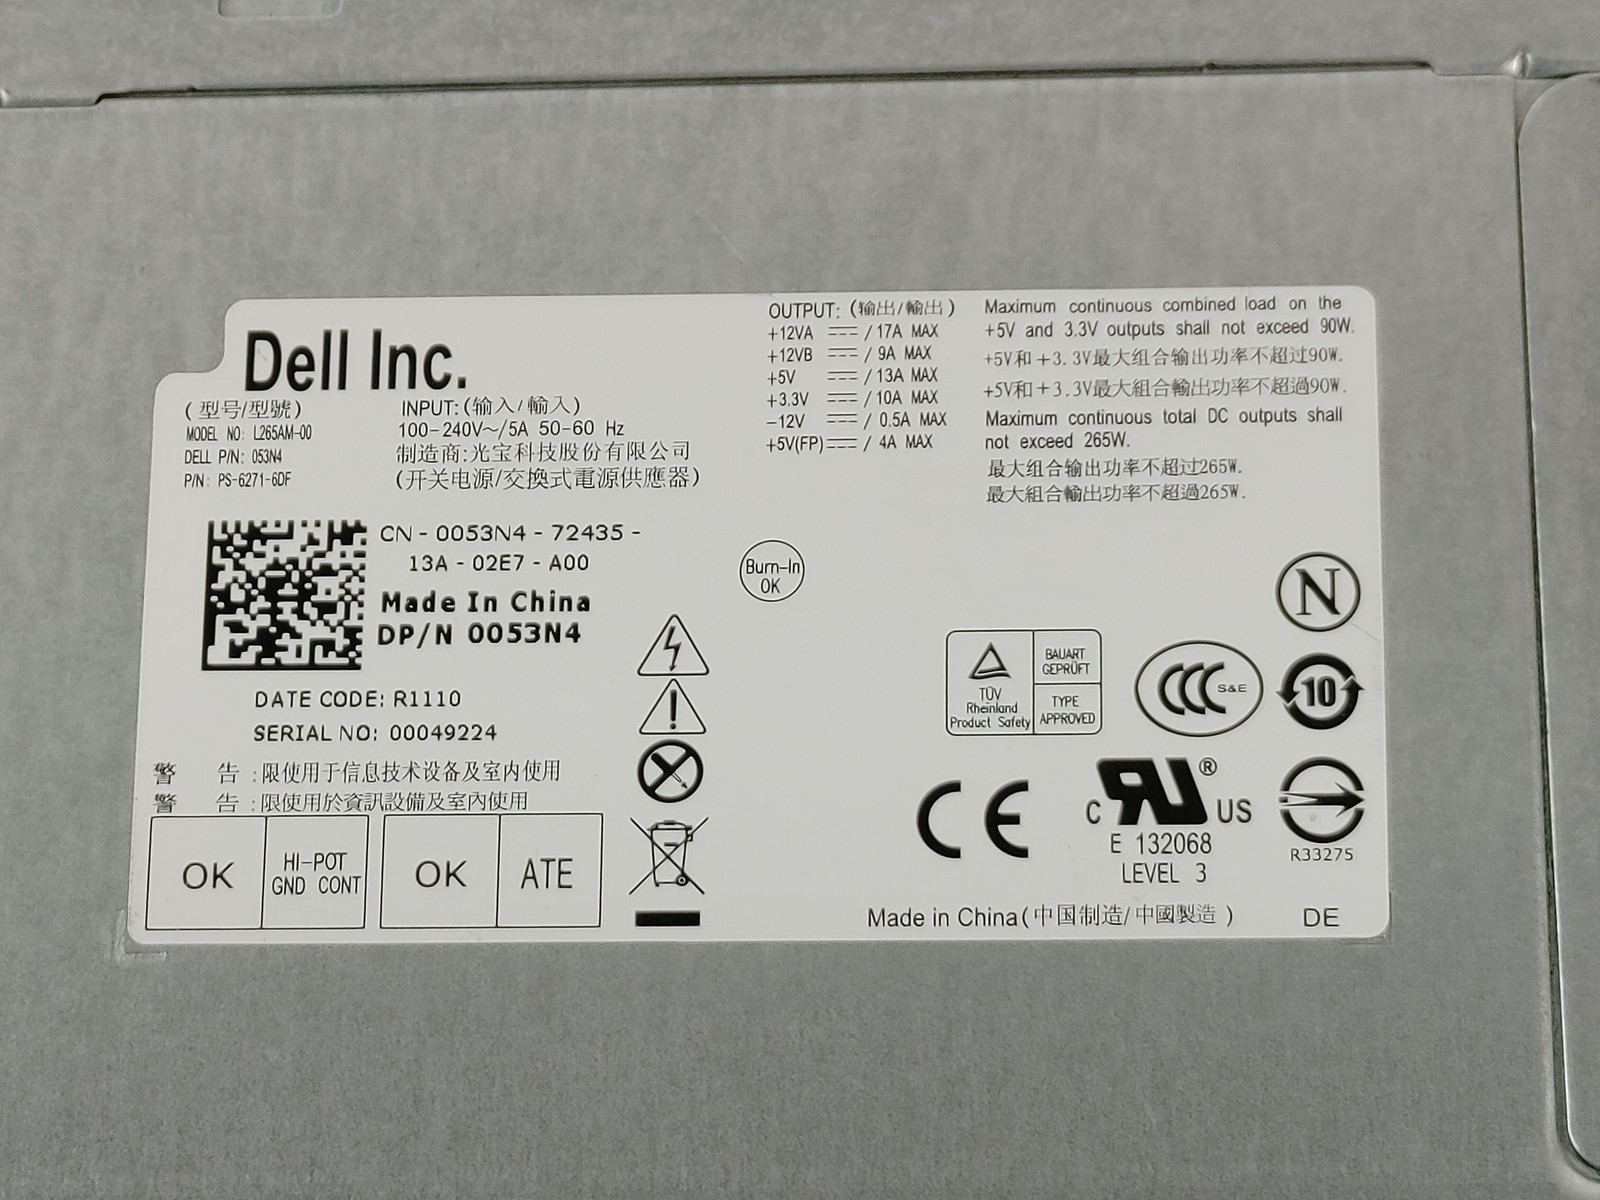 Dell Inc.
(型号/型號)
MODEL NO: L265AM-00
DELL P/N: 053N4
P/N: PS-6271-6DF
INPUT:(输入/輸入)
100-240V～/5A 50-60 Hz
制造商:光宝科技股份有限公司
(开关电源/交換式電源供應器)
OUTPUT: (输出/輸出)
+12VA ⎓ / 17A MAX
+12VB ⎓ / 9A MAX
+5V ⎓ / 13A MAX
+3.3V ⎓ / 10A MAX
-12V ⎓ / 0.5A MAX
+5V(FP) ⎓ / 4A MAX
Maximum continuous combined load on the
+5V and 3.3V outputs shall not exceed 90W.
+5V和+3.3V最大组合输出功率不超过90W.
+5V和+3.3V最大組合輸出功率不超過90W.
Maximum continuous total DC outputs shall
not exceed 265W.
最大组合输出功率不超过265W.
最大組合輸出功率不超過265W.
CN - 0053N4 - 72435 -
13A - 02E7 - A00
Made In China
DP/N 0053N4
DATE CODE: R1110
SERIAL NO: 00049224
警 告 :限使用于信息技术设备及室内使用
警 告 :限使用於資訊設備及室內使用
OK
HI-POT
GND CONT
OK
ATE
Burn-In
OK
TÜV
Rheinland
Product Safety
BAUART
GEPRÜFT
TYPE
APPROVED
CCC S&E
N
10
CE
C RU ® US
E 132068
LEVEL 3
R33275
Made in China(中国制造/中國製造)
DE